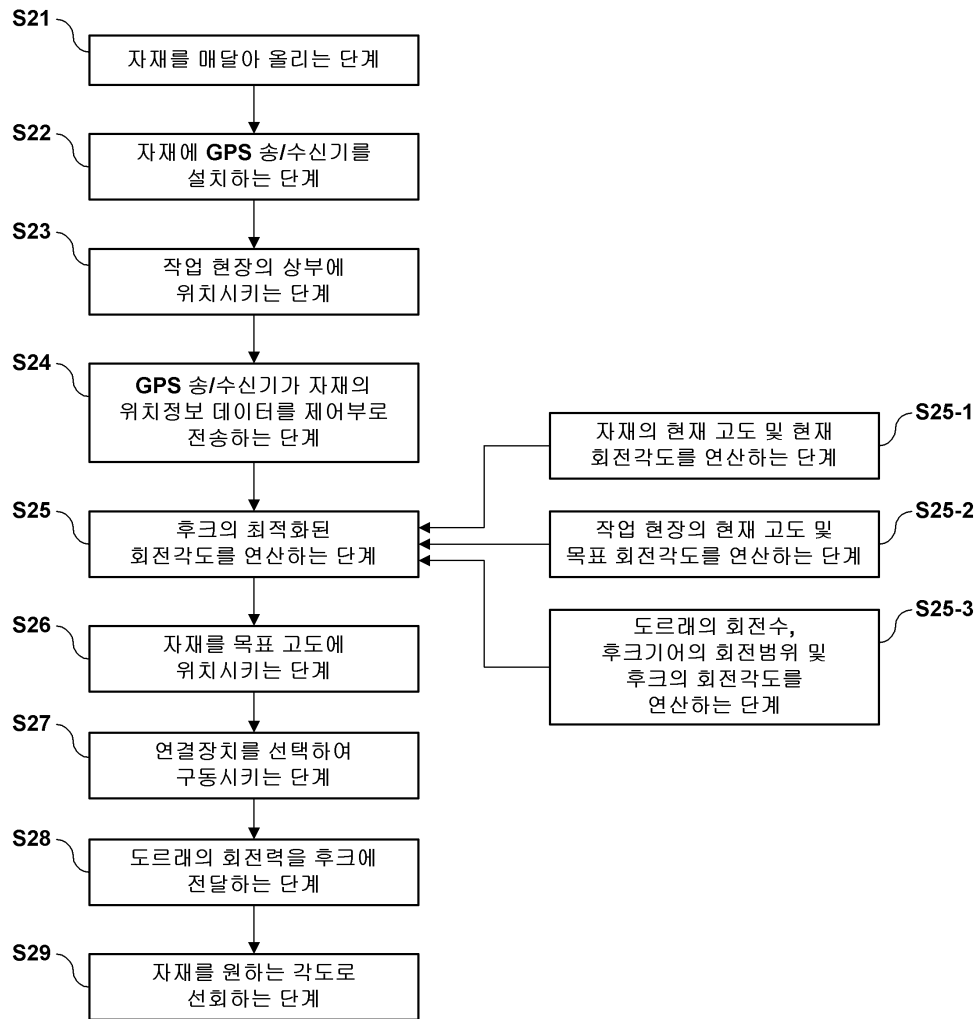 S21
자재를 매달아 올리는 단계
S22
자재에 GPS 송/수신기를
설치하는 단계
S23
작업 현장의 상부에
위치시키는 단계
S24
GPS 송/수신기가 자재의
위치정보 데이터를 제어부로
전송하는 단계
S25
후크의 최적화된
회전각도를 연산하는 단계
S25-1
자재의 현재 고도 및 현재
회전각도를 연산하는 단계
S25-2
작업 현장의 현재 고도 및
목표 회전각도를 연산하는 단계
S25-3
도르래의 회전수,
후크기어의 회전범위 및
후크의 회전각도를
연산하는 단계
S26
자재를 목표 고도에
위치시키는 단계
S27
연결장치를 선택하여
구동시키는 단계
S28
도르래의 회전력을 후크에
전달하는 단계
S29
자재를 원하는 각도로
선회하는 단계